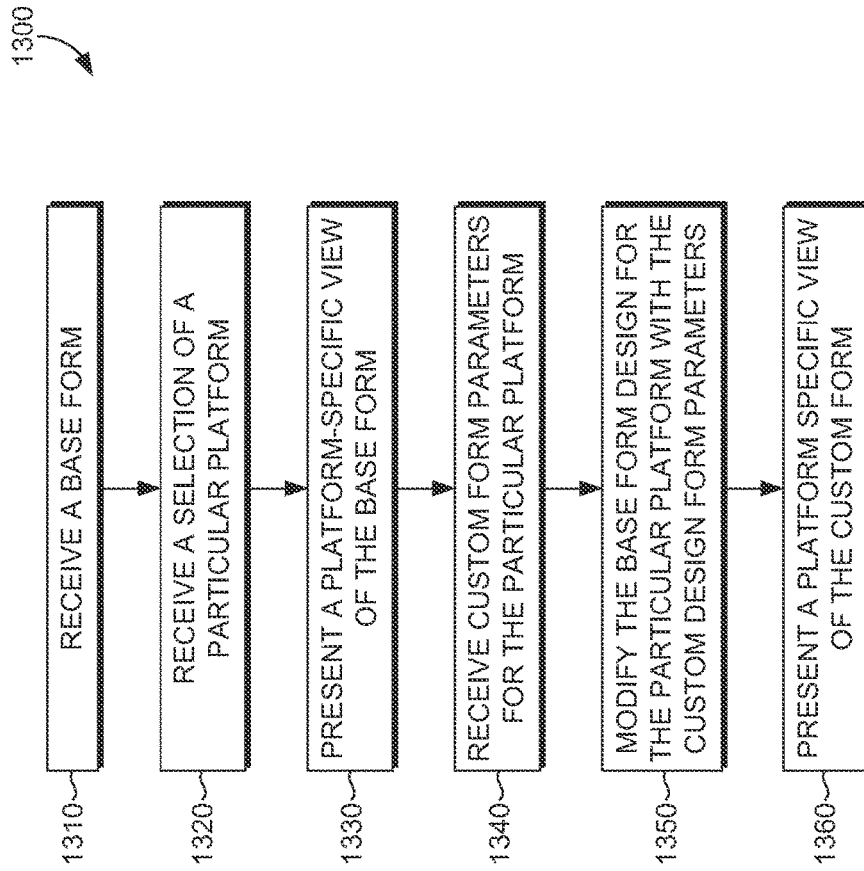 1300
1310
RECEIVE A BASE FORM
1320
RECEIVE A SELECTION OF A
PARTICULAR PLATFORM
1330
PRESENT A PLATFORM-SPECIFIC VIEW
OF THE BASE FORM
1340
RECEIVE CUSTOM FORM PARAMETERS
FOR THE PARTICULAR PLATFORM
1350
MODIFY THE BASE FORM DESIGN FOR
THE PARTICULAR PLATFORM WITH THE
CUSTOM DESIGN FORM PARAMETERS
1360
PRESENT A PLATFORM SPECIFIC VIEW
OF THE CUSTOM FORM